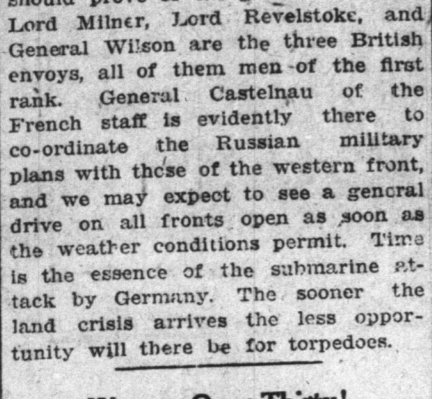 should prove
Lord Milner, Lord Revelstoke, and
General Wilson are the three British
envoys, all of them men of the first
rank. General Castelnau of the
French staff is evidently there to
co-ordinate the Russian military
plans with those of the western front,
and we may expect to see a general
drive on all fronts open as soon as
the weather conditions permit. Time
is the essence of the submarine at-
tack by Germany. The sooner the
land crisis arrives the less oppor-
tunity will there be for torpedoes.
Thirty!